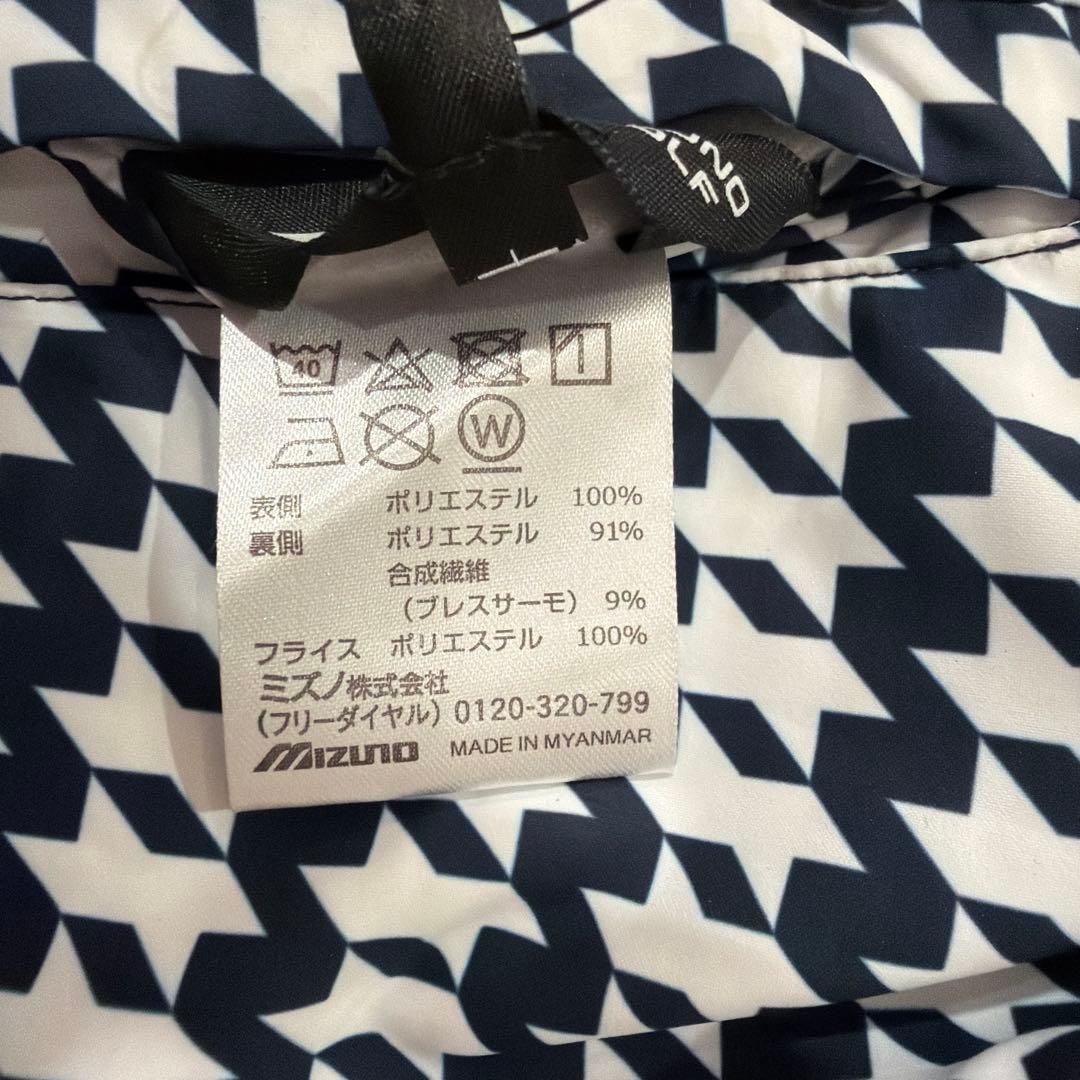 40
W
表側 ポリエステル 100%
裏側 ポリエステル 91%
合成繊維
（ブレスサーモ） 9%
フライス ポリエステル 100%
ミズノ株式会社
(フリーダイヤル) 0120-320-799
MIZUNO MADE IN MYANMAR